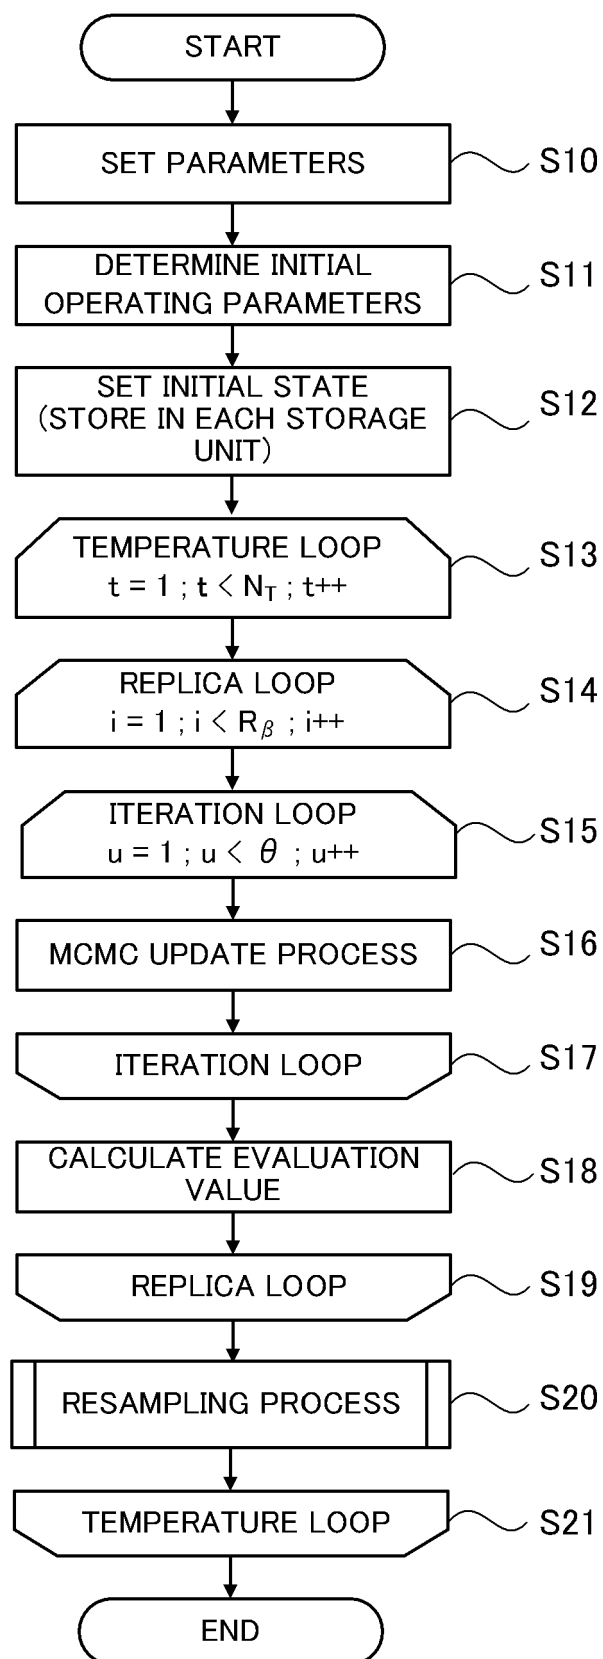 START
SET PARAMETERS
S10
DETERMINE INITIAL
OPERATING PARAMETERS
S11
SET INITIAL STATE
(STORE IN EACH STORAGE
UNIT)
S12
TEMPERATURE LOOP
t = 1 ; t < N_T ; t++
S13
REPLICA LOOP
i = 1 ; i < R_β ; i++
S14
ITERATION LOOP
u = 1 ; u < θ ; u++
S15
MCMC UPDATE PROCESS
S16
ITERATION LOOP
S17
CALCULATE EVALUATION
VALUE
S18
REPLICA LOOP
S19
RESAMPLING PROCESS
S20
TEMPERATURE LOOP
S21
END